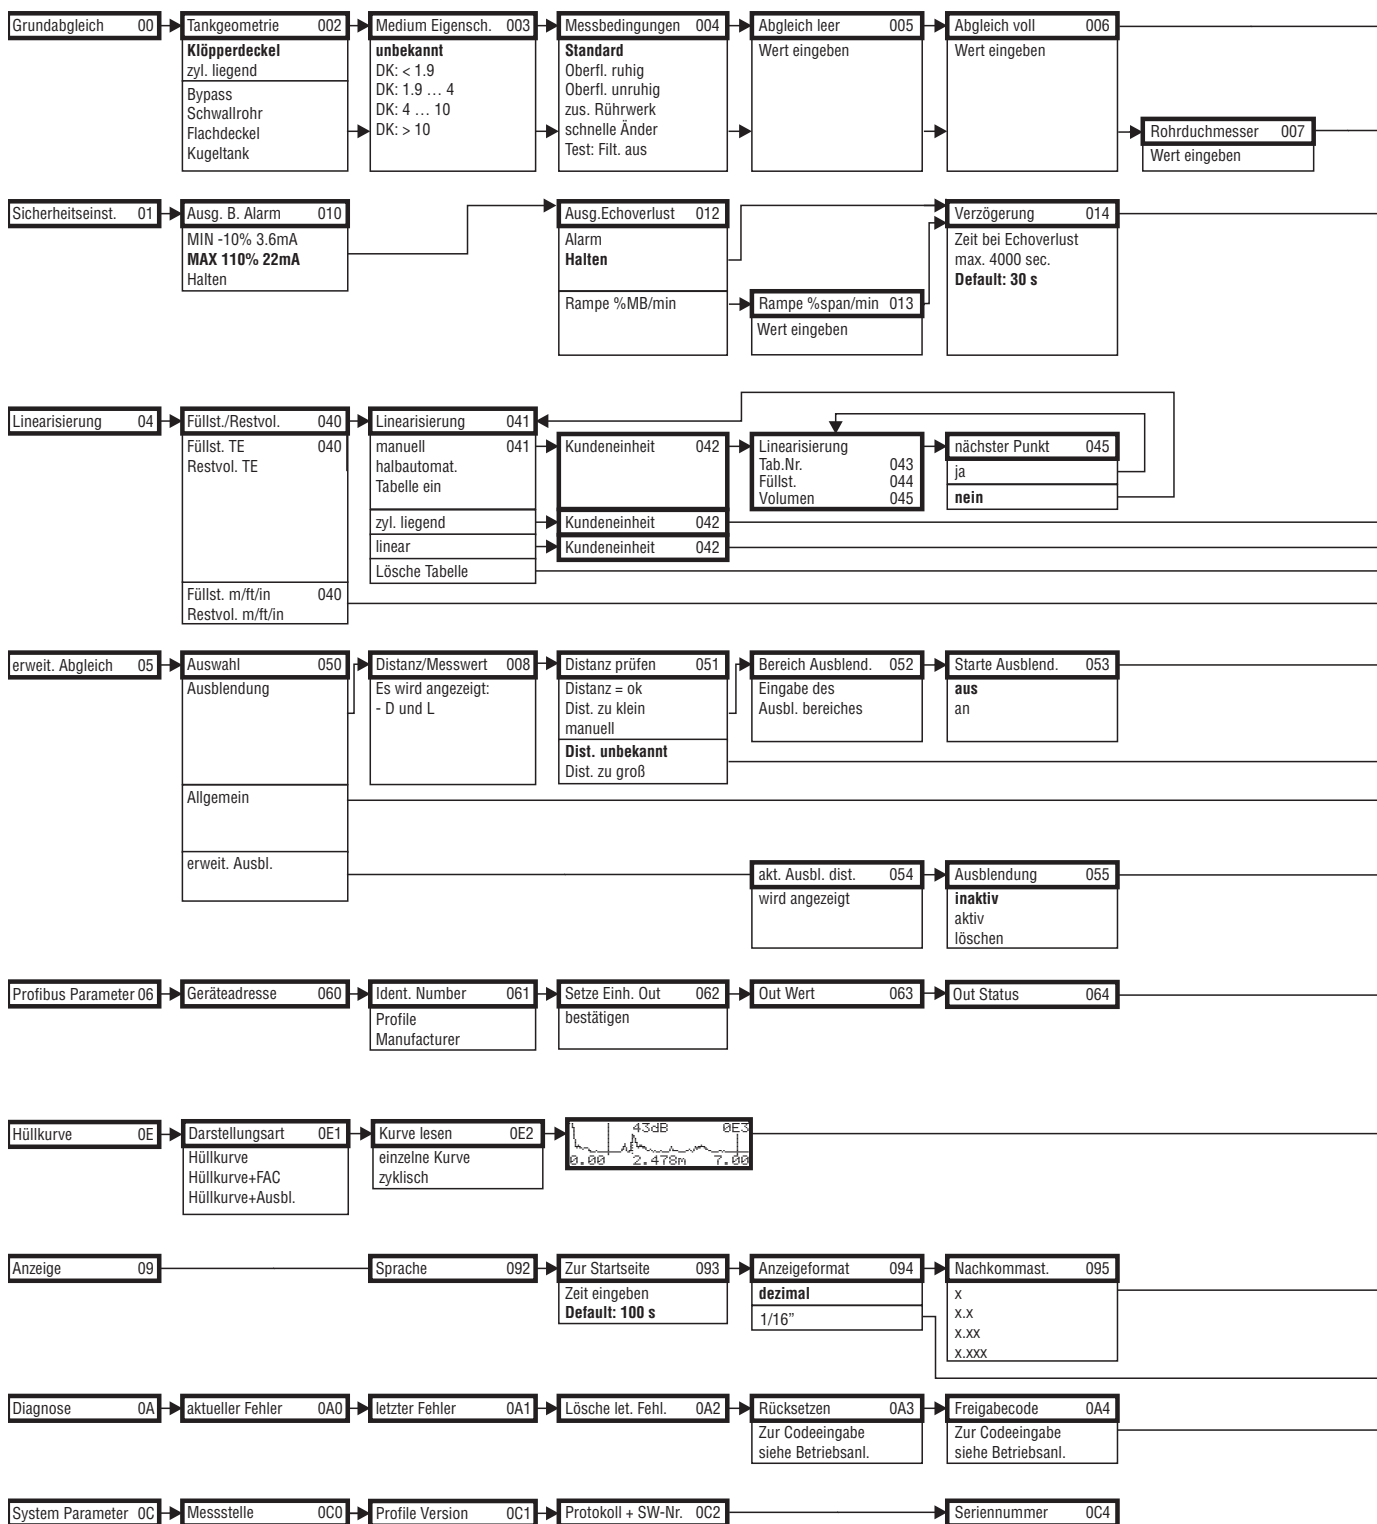 Grundabgleich 00
Tankgeometrie 002
Klöpperdeckel
zyl. liegend
Bypass
Schwallrohr
Flachdeckel
Kugeltank
Medium Eigensch. 003
unbekannt
DK: < 1.9
DK: 1.9 … 4
DK: 4 … 10
DK: > 10
Messbedingungen 004
Standard
Oberfl. ruhig
Oberfl. unruhig
zus. Rührwerk
schnelle Änder
Test: Filt. aus
Abgleich leer 005
Wert eingeben
Abgleich voll 006
Wert eingeben
Rohrduchmesser 007
Wert eingeben
Sicherheitseinst. 01
Ausg. B. Alarm 010
MIN -10% 3.6mA
MAX 110% 22mA
Halten
Ausg.Echoverlust 012
Alarm
Halten
Rampe %MB/min
Rampe %span/min 013
Wert eingeben
Verzögerung 014
Zeit bei Echoverlust
max. 4000 sec.
Default: 30 s
Linearisierung 04
Füllst./Restvol. 040
Füllst. TE 040
Restvol. TE
Füllst. m/ft/in 040
Restvol. m/ft/in
Linearisierung 041
manuell 041
halbautomat.
Tabelle ein
zyl. liegend
linear
Lösche Tabelle
Kundeneinheit 042
Kundeneinheit 042
Kundeneinheit 042
Linearisierung
Tab.Nr. 043
Füllst. 044
Volumen 045
nächster Punkt 045
ja
nein
erweit. Abgleich 05
Auswahl 050
Ausblendung
Allgemein
erweit. Ausbl.
Distanz/Messwert 008
Es wird angezeigt:
- D und L
Distanz prüfen 051
Distanz = ok
Dist. zu klein
manuell
Dist. unbekannt
Dist. zu groß
Bereich Ausblend. 052
Eingabe des
Ausbl. bereiches
Starte Ausblend. 053
aus
an
akt. Ausbl. dist. 054
wird angezeigt
Ausblendung 055
inaktiv
aktiv
löschen
Profibus Parameter 06
Geräteadresse 060
Ident. Number 061
Profile
Manufacturer
Setze Einh. Out 062
bestätigen
Out Wert 063
Out Status 064
Hüllkurve 0E
Darstellungsart 0E1
Hüllkurve
Hüllkurve+FAC
Hüllkurve+Ausbl.
Kurve lesen 0E2
einzelne Kurve
zyklisch
43dB 0E3
0.00 2.478m 7.00
Anzeige 09
Sprache 092
Zur Startseite 093
Zeit eingeben
Default: 100 s
Anzeigeformat 094
dezimal
1/16”
Nachkommast. 095
x
x.x
x.xx
x.xxx
Diagnose 0A
aktueller Fehler 0A0
letzter Fehler 0A1
Lösche let. Fehl. 0A2
Rücksetzen 0A3
Zur Codeeingabe
siehe Betriebsanl.
Freigabecode 0A4
Zur Codeeingabe
siehe Betriebsanl.
System Parameter 0C
Messstelle 0C0
Profile Version 0C1
Protokoll + SW-Nr. 0C2
Seriennummer 0C4